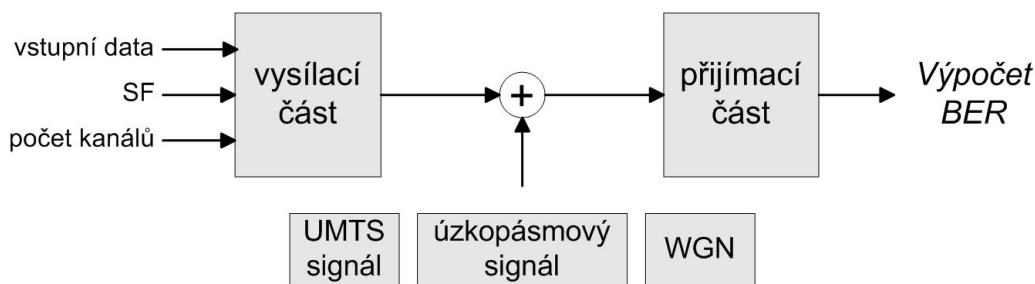 vstupní data
SF
počet kanálů
vysílací
část
+
přijímací
část
Výpočet
BER
UMTS
signál
úzkopásmový
signál
WGN